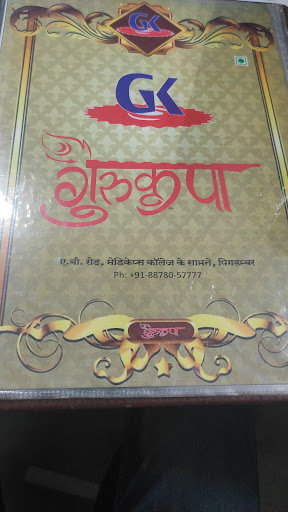 GK
GK
श्री
गुरुकृपा
ए.बी. रोड, मेडिकेप्स कॉलेज के सामने, पिगडम्बर
Ph: +91-88780-57777
श्री
गुरुकृपा